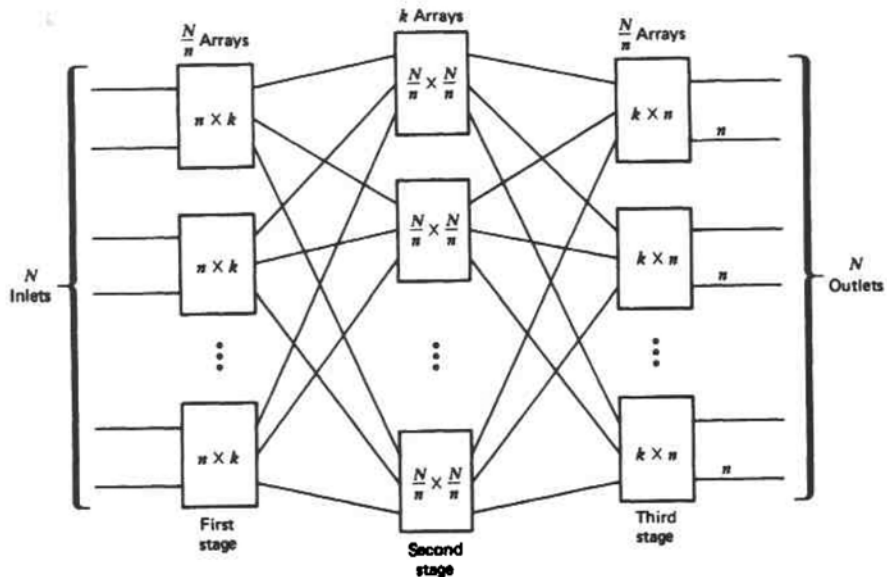 N/n Arrays
k Arrays
N/n Arrays
n × k
N/n × N/n
k × n
n
n × k
N/n × N/n
k × n
n
N
Inlets
N
Outlets
n × k
N/n × N/n
k × n
n
First
stage
Second
stage
Third
stage